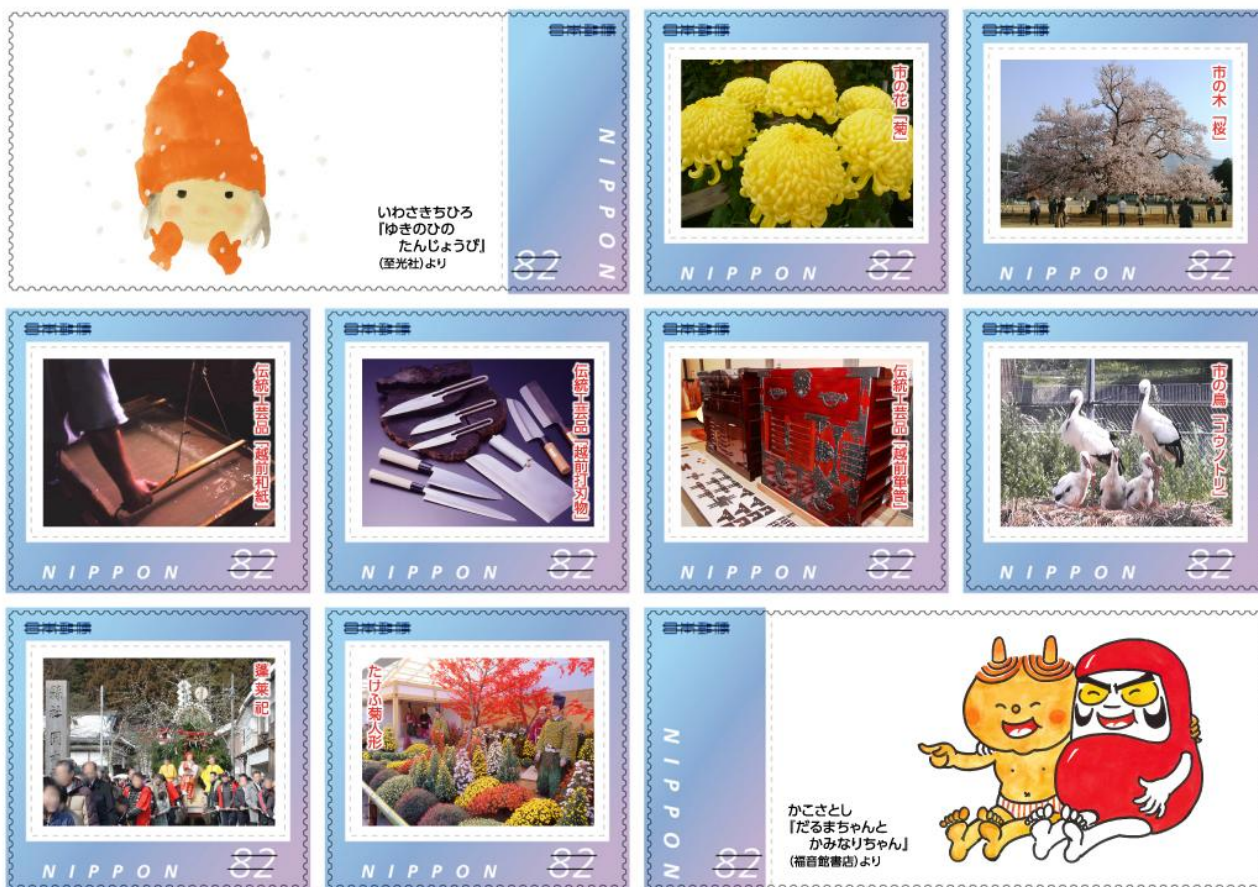 いわさきちひろ
『ゆきのひの
たんじょうび』
(至光社)より
日本郵便
NIPPON
82
日本郵便
市の花「菊」
NIPPON
82
日本郵便
市の木「桜」
NIPPON
82
日本郵便
伝統工芸品「越前和紙」
NIPPON
82
日本郵便
伝統工芸品「越前打刃物」
NIPPON
82
日本郵便
伝統工芸品「越前箪笥」
NIPPON
82
日本郵便
市の鳥「コウノトリ」
NIPPON
82
日本郵便
蓬莱祀
NIPPON
82
日本郵便
たけふ菊人形
NIPPON
82
日本郵便
NIPPON
82
かこさとし
『だるまちゃんと
かみなりちゃん』
(福音館書店)より